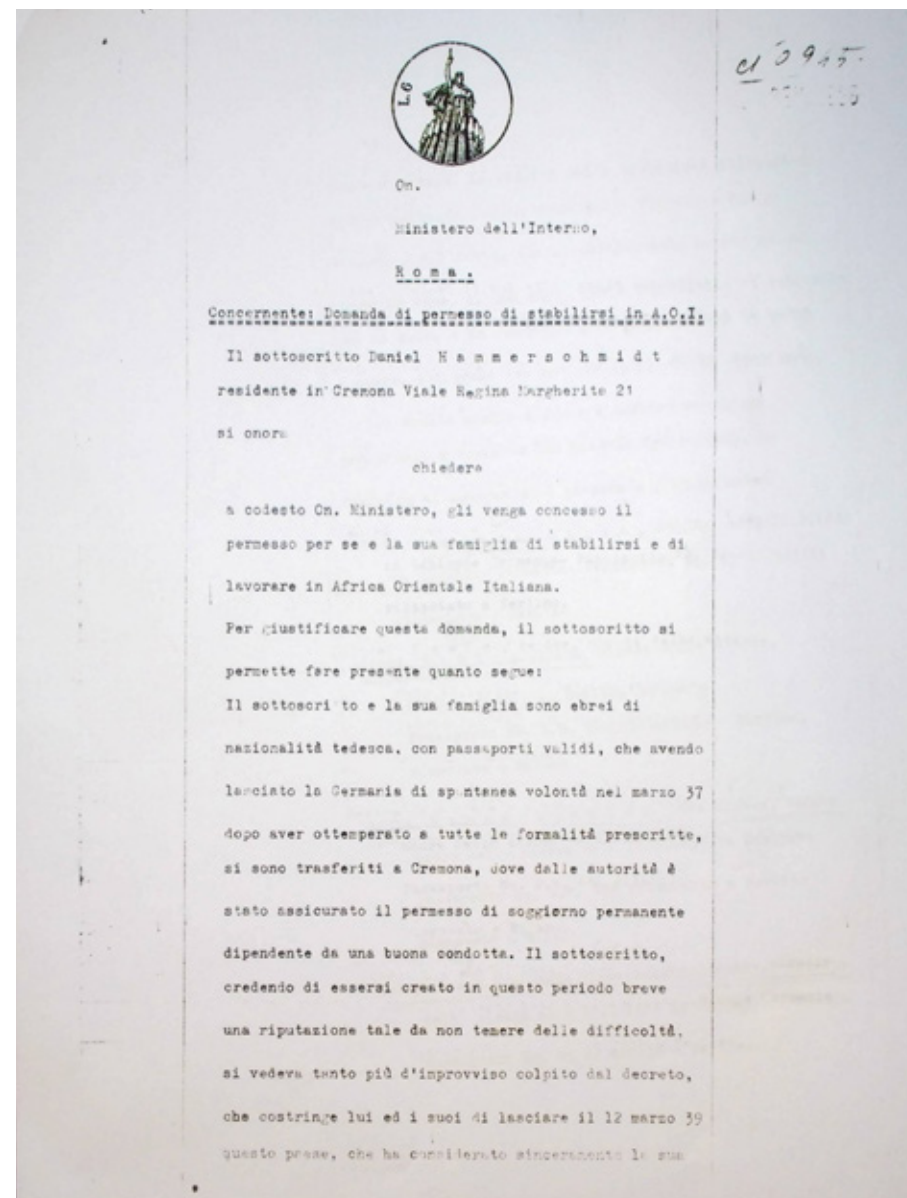 L.6
0915
On.
Ministero dell'Interno,
Roma.
Concernente: Domanda di permesso di stabilirsi in A.O.I.
Il sottoscritto Daniel Hammerschmidt
residente in Cremona Viale Regina Margherita 21
si onora
chiedere
a codesto On. Ministero, gli venga concesso il
permesso per se e la sua famiglia di stabilirsi e di
lavorare in Africa Orientale Italiana.
Per giustificare questa domanda, il sottoscritto si
permette fare presente quanto segue:
Il sottoscri to e la sua famiglia sono ebrei di
nazionalità tedesca, con passaporti validi, che avendo
lasciato la Germania di spontanea volontà nel marzo 37
dopo aver ottemperato a tutte le formalità prescritte,
si sono trasferiti a Cremona, dove dalle autorità è
stato assicurato il permesso di soggiorno permanente
dipendente da una buona condotta. Il sottoscritto,
credendo di essersi creato in questo periodo breve
una riputazione tale da non temere delle difficoltà,
si vedeva tanto più d'improvviso colpito dal decreto,
che costringe lui ed i suoi di lasciare il 12 marzo 39
questo paese, che ha considerato sinceramente la sua